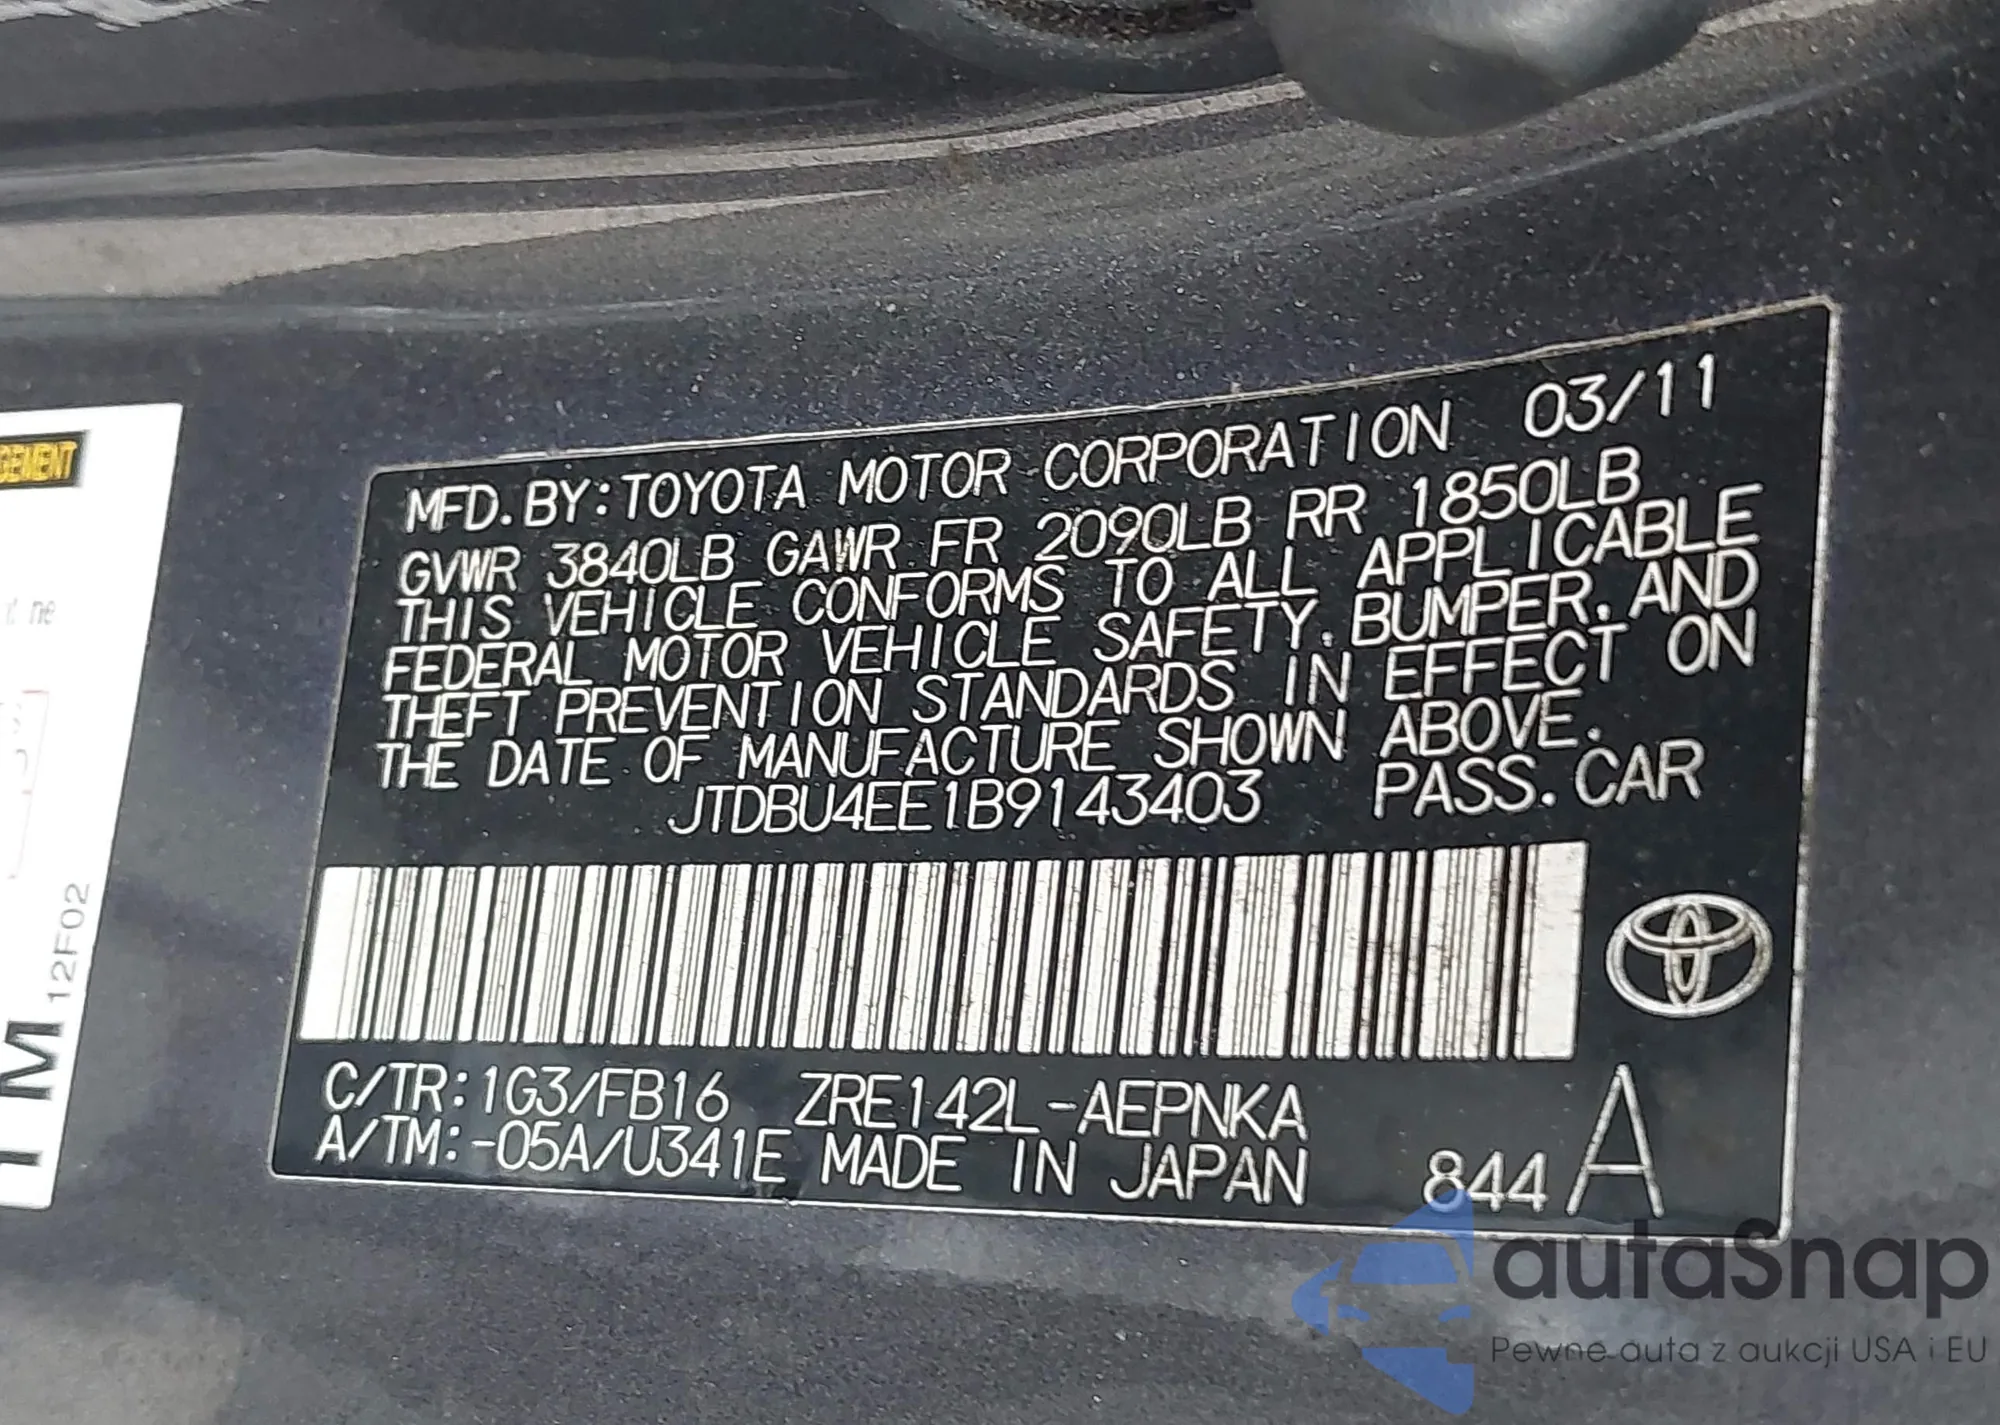 MFD. BY: TOYOTA MOTOR CORPORATION 03/11
GVWR 3840LB GAWR FR 2090LB RR 1850LB
THIS VEHICLE CONFORMS TO ALL APPLICABLE
FEDERAL MOTOR VEHICLE SAFETY, BUMPER, AND
THEFT PREVENTION STANDARDS IN EFFECT ON
THE DATE OF MANUFACTURE SHOWN ABOVE.
JTDBU4EE1B9143403 PASS. CAR
C/TR: 1G3/FB16 ZRE142L-AEPNKA
A/TM: -05A/U341E MADE IN JAPAN 844 A
12F02
autoSnap
Pewne auta z aukcji USA i EU